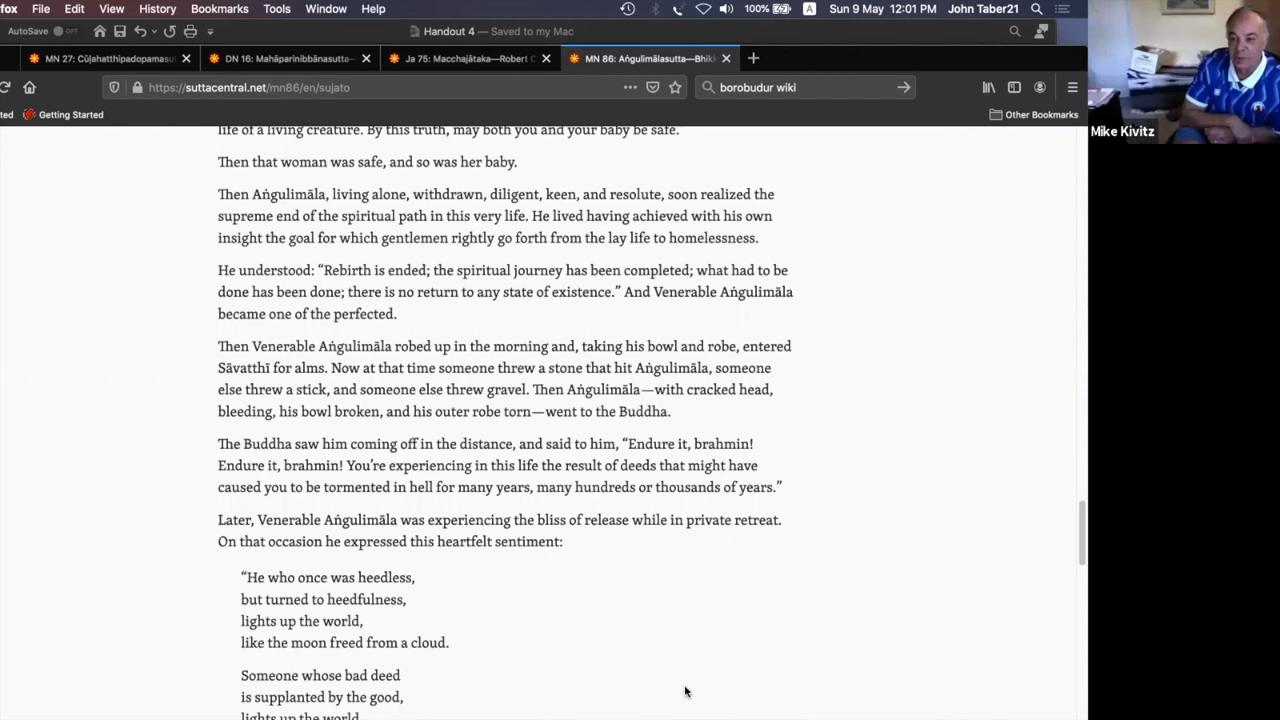 fox File Edit View History Bookmarks Tools Window Help 100% A Sun 9 May 12:01 PM John Taber21
AutoSave OFF Handout 4 — Saved to my Mac
MN 27: Cūḷahatthipadopamasu DN 16: Mahāparinibbānasutta— Ja 75: Macchajātaka—Robert C MN 86: Aṅgulimālasutta—Bhikk
https://suttacentral.net/mn86/en/sujato borobudur wiki
ted Getting Started Other Bookmarks
Mike Kivitz
life of a living creature. By this truth, may both you and your baby be safe.
Then that woman was safe, and so was her baby.
Then Aṅgulimāla, living alone, withdrawn, diligent, keen, and resolute, soon realized the
supreme end of the spiritual path in this very life. He lived having achieved with his own
insight the goal for which gentlemen rightly go forth from the lay life to homelessness.
He understood: “Rebirth is ended; the spiritual journey has been completed; what had to be
done has been done; there is no return to any state of existence.” And Venerable Aṅgulimāla
became one of the perfected.
Then Venerable Aṅgulimāla robed up in the morning and, taking his bowl and robe, entered
Sāvatthī for alms. Now at that time someone threw a stone that hit Aṅgulimāla, someone
else threw a stick, and someone else threw gravel. Then Aṅgulimāla—with cracked head,
bleeding, his bowl broken, and his outer robe torn—went to the Buddha.
The Buddha saw him coming off in the distance, and said to him, “Endure it, brahmin!
Endure it, brahmin! You’re experiencing in this life the result of deeds that might have
caused you to be tormented in hell for many years, many hundreds or thousands of years.”
Later, Venerable Aṅgulimāla was experiencing the bliss of release while in private retreat.
On that occasion he expressed this heartfelt sentiment:
“He who once was heedless,
but turned to heedfulness,
lights up the world,
like the moon freed from a cloud.
Someone whose bad deed
is supplanted by the good,
lights up the world